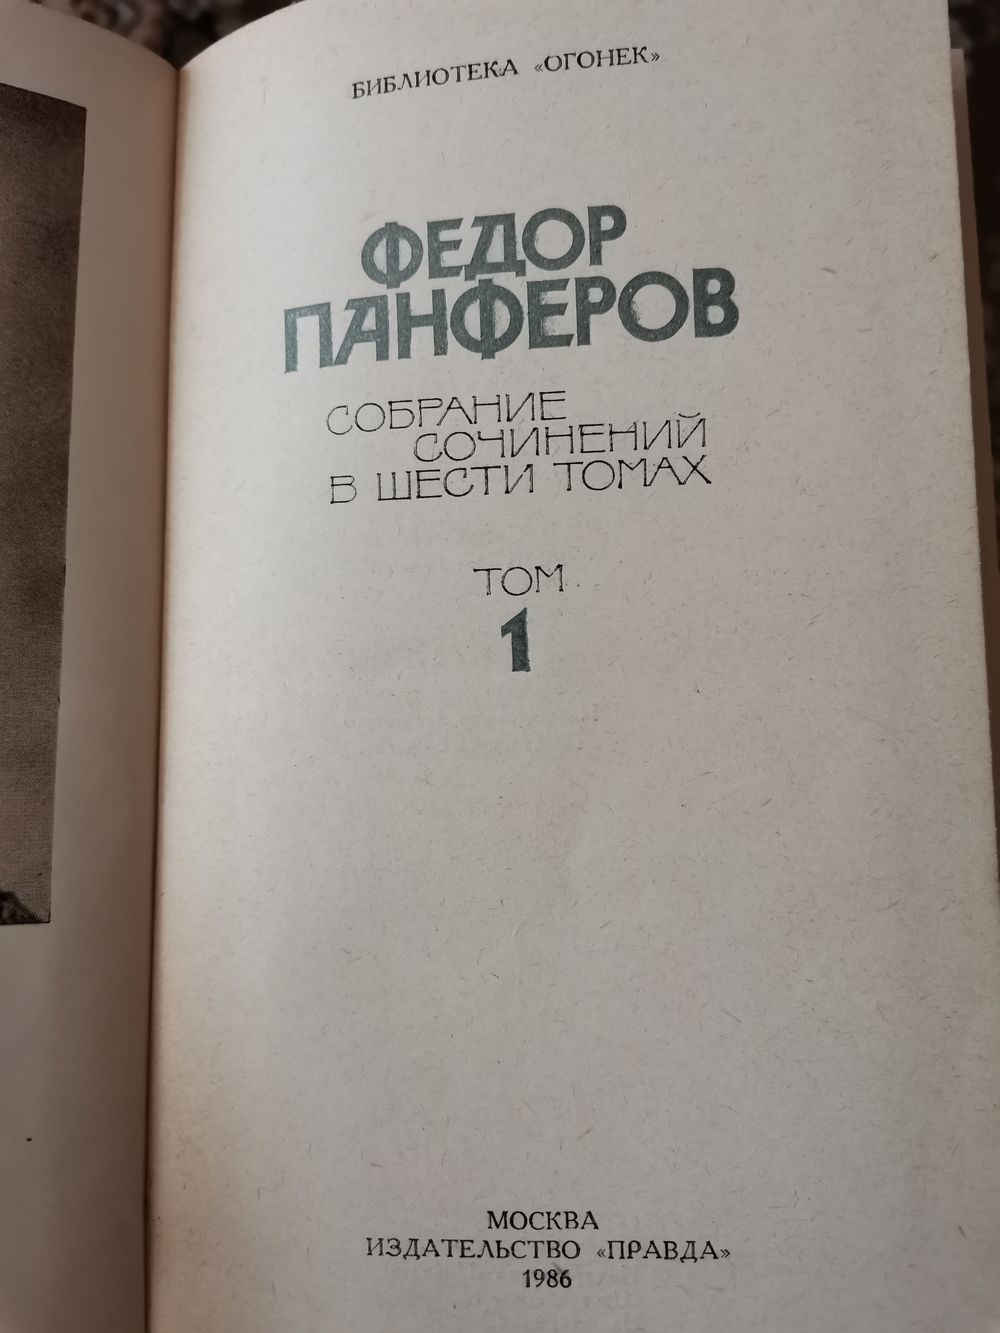 БИБЛИОТЕКА «ОГОНЕК»
ФЕДОР
ПАНФЕРОВ
СОБРАНИЕ
СОЧИНЕНИЙ
В ШЕСТИ ТОМАХ
ТОМ
1
МОСКВА
ИЗДАТЕЛЬСТВО «ПРАВДА»
1986